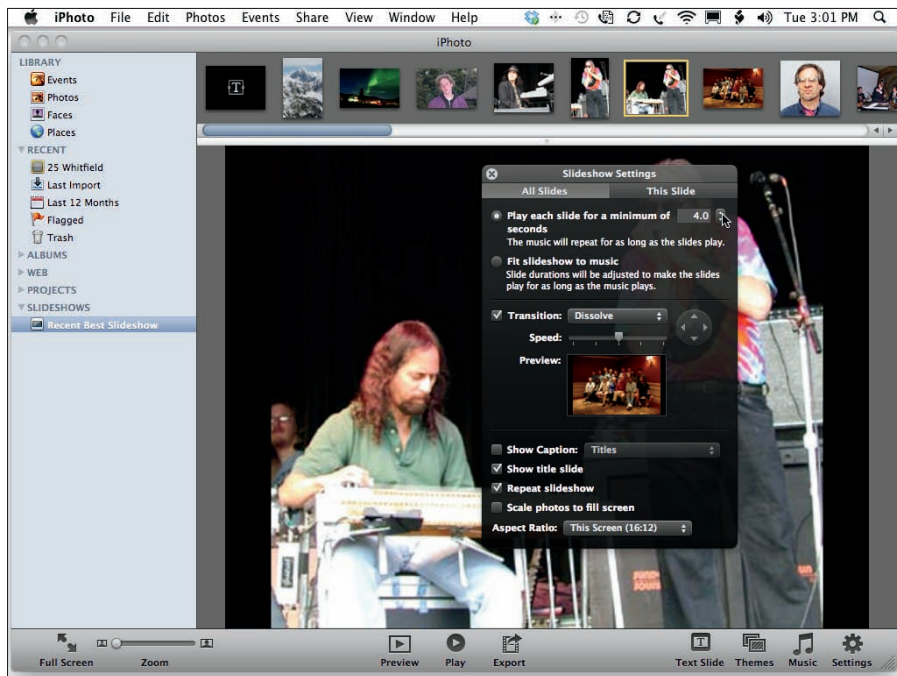 iPhoto File Edit Photos Events Share View Window Help Tue 3:01 PM
iPhoto
LIBRARY
Events
Photos
Faces
Places
RECENT
25 Whitfield
Last Import
Last 12 Months
Flagged
Trash
ALBUMS
WEB
PROJECTS
SLIDESHOWS
Recent Best Slideshow
T
Slideshow Settings
All Slides This Slide
Play each slide for a minimum of 4.0
seconds
The music will repeat for as long as the slides play.
Fit slideshow to music
Slide durations will be adjusted to make the slides
play for as long as the music plays.
Transition: Dissolve
Speed:
Preview:
Show Caption: Titles
Show title slide
Repeat slideshow
Scale photos to fill screen
Aspect Ratio: This Screen (16:12)
Full Screen Zoom Preview Play Export Text Slide Themes Music Settings